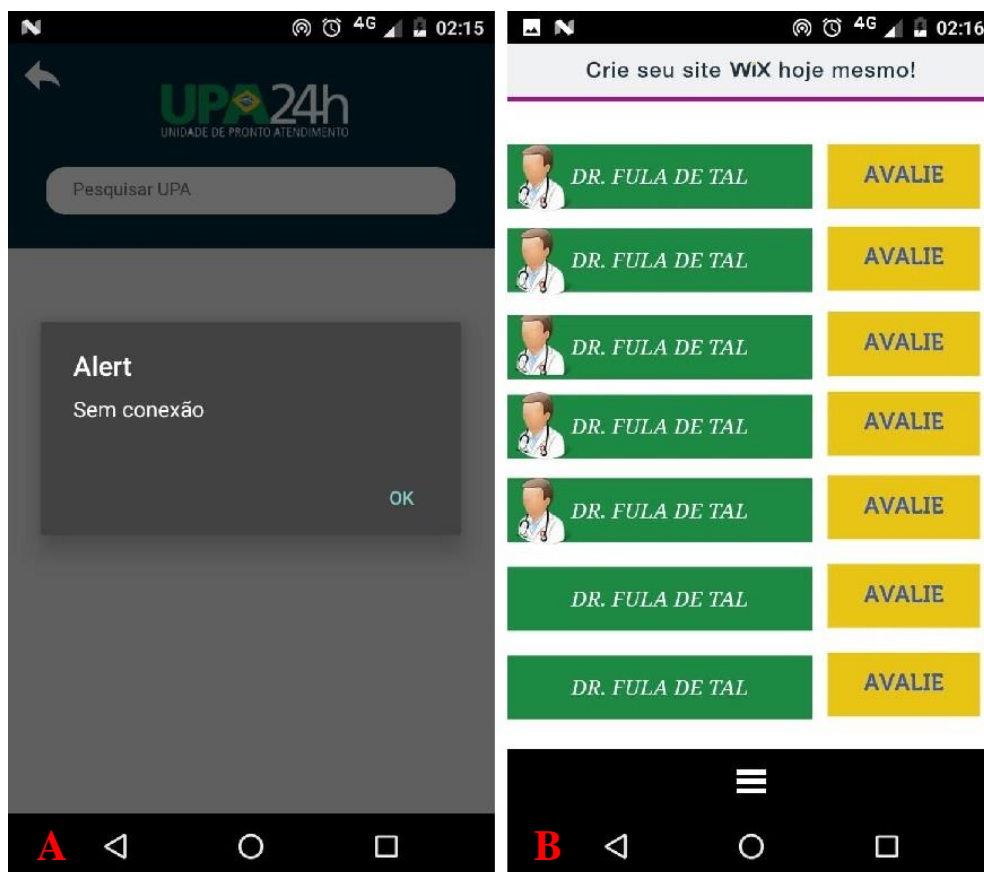 4G 02:15
UPA24h
UNIDADE DE PRONTO ATENDIMENTO
Pesquisar UPA
Alert
Sem conexão
OK
A
4G 02:16
Crie seu site WiX hoje mesmo!
DR. FULA DE TAL AVALIE
DR. FULA DE TAL AVALIE
DR. FULA DE TAL AVALIE
DR. FULA DE TAL AVALIE
DR. FULA DE TAL AVALIE
DR. FULA DE TAL AVALIE
DR. FULA DE TAL AVALIE
B